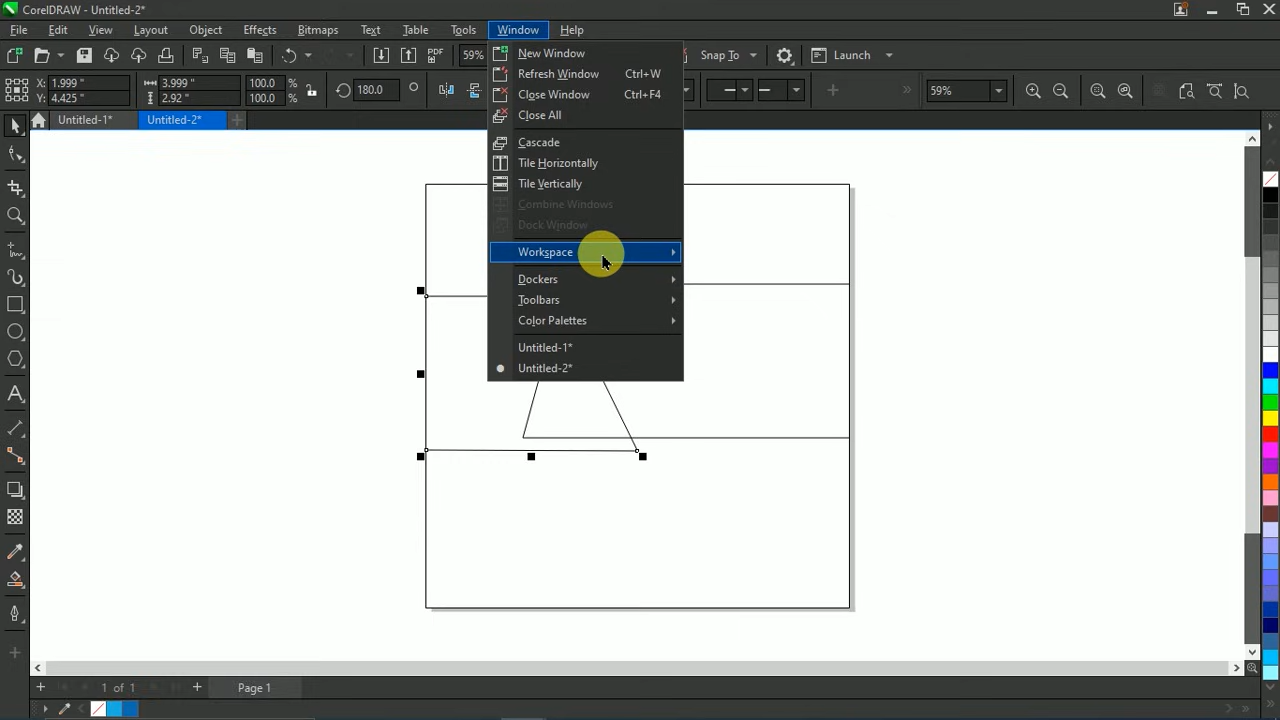 CorelDRAW - Untitled-2*
File Edit View Layout Object Effects Bitmaps Text Table Tools Window Help
PDF 59% Snap To Launch
X: 1.999 " 3.999 " 100.0 180.0 59%
Y: 4.425 " 2.92 " 100.0
Untitled-1* Untitled-2*
New Window
Refresh Window Ctrl+W
Close Window Ctrl+F4
Close All
Cascade
Tile Horizontally
Tile Vertically
Combine Windows
Dock Window
Workspace
Dockers
Toolbars
Color Palettes
Untitled-1*
Untitled-2*
1 of 1 Page 1